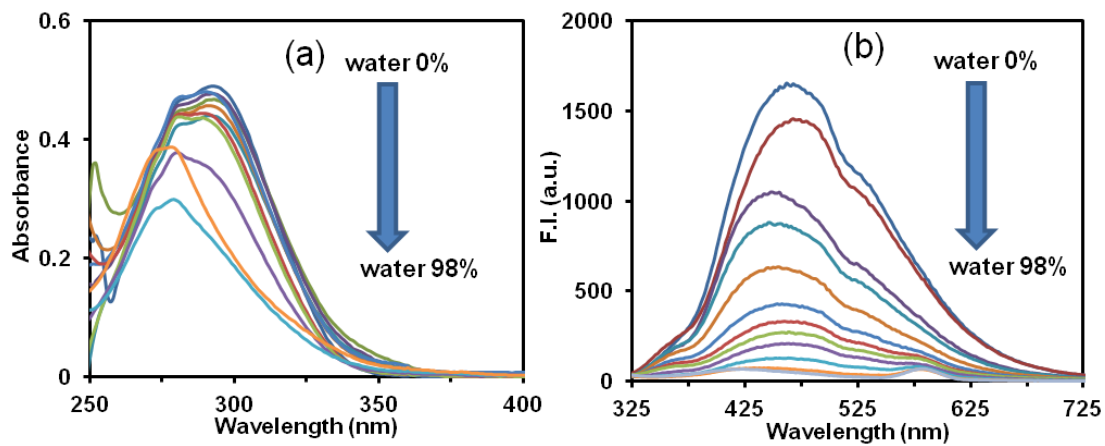 (a)
water 0%
water 98%
Absorbance
0.6
0.4
0.2
0
250
300
350
400
Wavelength (nm)
(b)
water 0%
water 98%
F.I. (a.u.)
2000
1500
1000
500
0
325
425
525
625
725
Wavelength (nm)